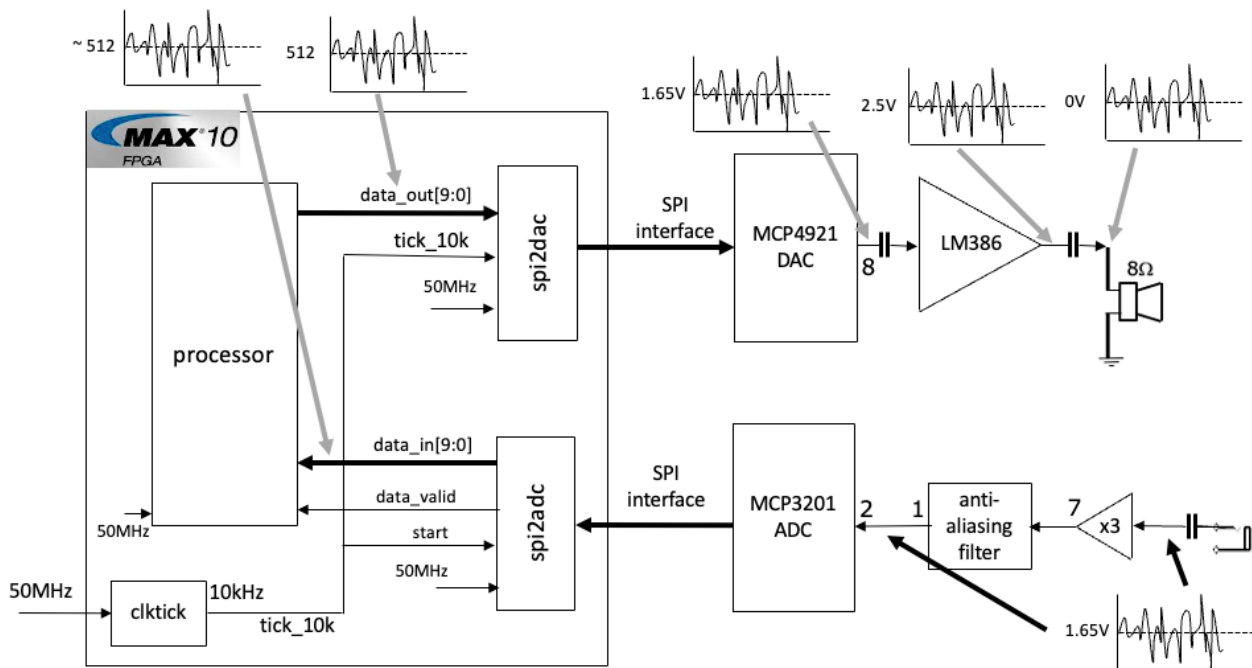 ~ 512
512
1.65V
2.5V
0V
MAX® 10
FPGA
data_out[9:0]
tick_10k
50MHz
spi2dac
SPI
interface
MCP4921
DAC
8
LM386
8Ω
processor
data_in[9:0]
data_valid
start
50MHz
spi2adc
SPI
interface
MCP3201
ADC
2
1
anti-
aliasing
filter
7
x3
50MHz
50MHz
clktick
10kHz
tick_10k
1.65V